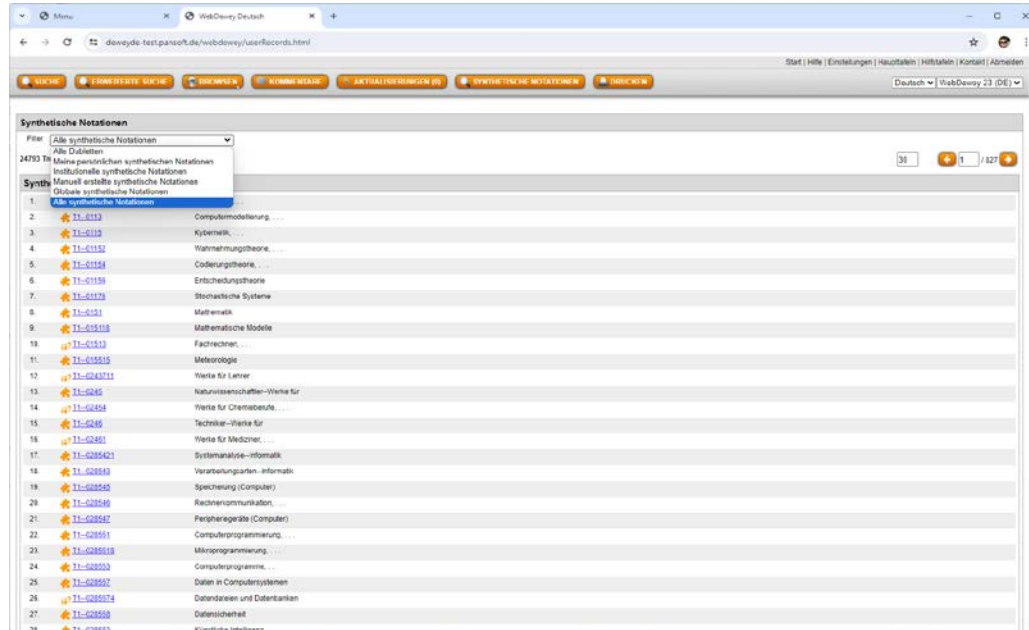 Menu
WebDewey Deutsch
deweyde-test.pansoft.de/webdewey/userRecords.html
Start | Hilfe | Einstellungen | Haupttafeln | Hilfstafeln | Kontakt | Abmelden
SUCHE ERWEITERTE SUCHE BROWSEN KOMMENTARE AKTUALISIERUNGEN (0) SYNTHETISCHE NOTATIONEN DRUCKEN Deutsch WebDewey 23 (DE)
Synthetische Notationen
Filter Alle synthetische Notationen
Alle Dubletten
24793
Meine persönlichen synthetischen Notationen
30 1 / 827
Institutionelle synthetische Notationen
Manuell erstellte synthetische Notationen
Globale synthetische Notationen
Alle synthetische Notationen
1.
2. T1--0113 Computermodellierung, . . .
3. T1--0115 Kybernetik, . . .
4. T1--01152 Wahrnehmungstheorie, . . .
5. T1--01154 Codierungstheorie, . . .
6. T1--01156 Entscheidungstheorie
7. T1--01176 Stochastische Systeme
8. T1--0151 Mathematik
9. T1--015118 Mathematische Modelle
10. T1--01513 Fachrechnen, . . .
11. T1--015515 Meteorologie
12. T1--0243711 Werke für Lehrer
13. T1--0245 Naturwissenschaftler--Werke für
14. T1--02454 Werke für Chemieberufe, . . .
15. T1--0246 Techniker--Werke für
16. T1--02461 Werke für Mediziner, . . .
17. T1--0285421 Systemanalyse--Informatik
18. T1--028543 Verarbeitungsarten--Informatik
19. T1--028545 Speicherung (Computer)
20. T1--028546 Rechnerkommunikation, . . .
21. T1--028547 Peripheriegeräte (Computer)
22. T1--028551 Computerprogrammierung, . . .
23. T1--0285518 Mikroprogrammierung, . . .
24. T1--028553 Computerprogramme, . . .
25. T1--028557 Daten in Computersystemen
26. T1--0285574 Datendateien und Datenbanken
27. T1--028558 Datensicherheit
28. Künstliche Intelligenz